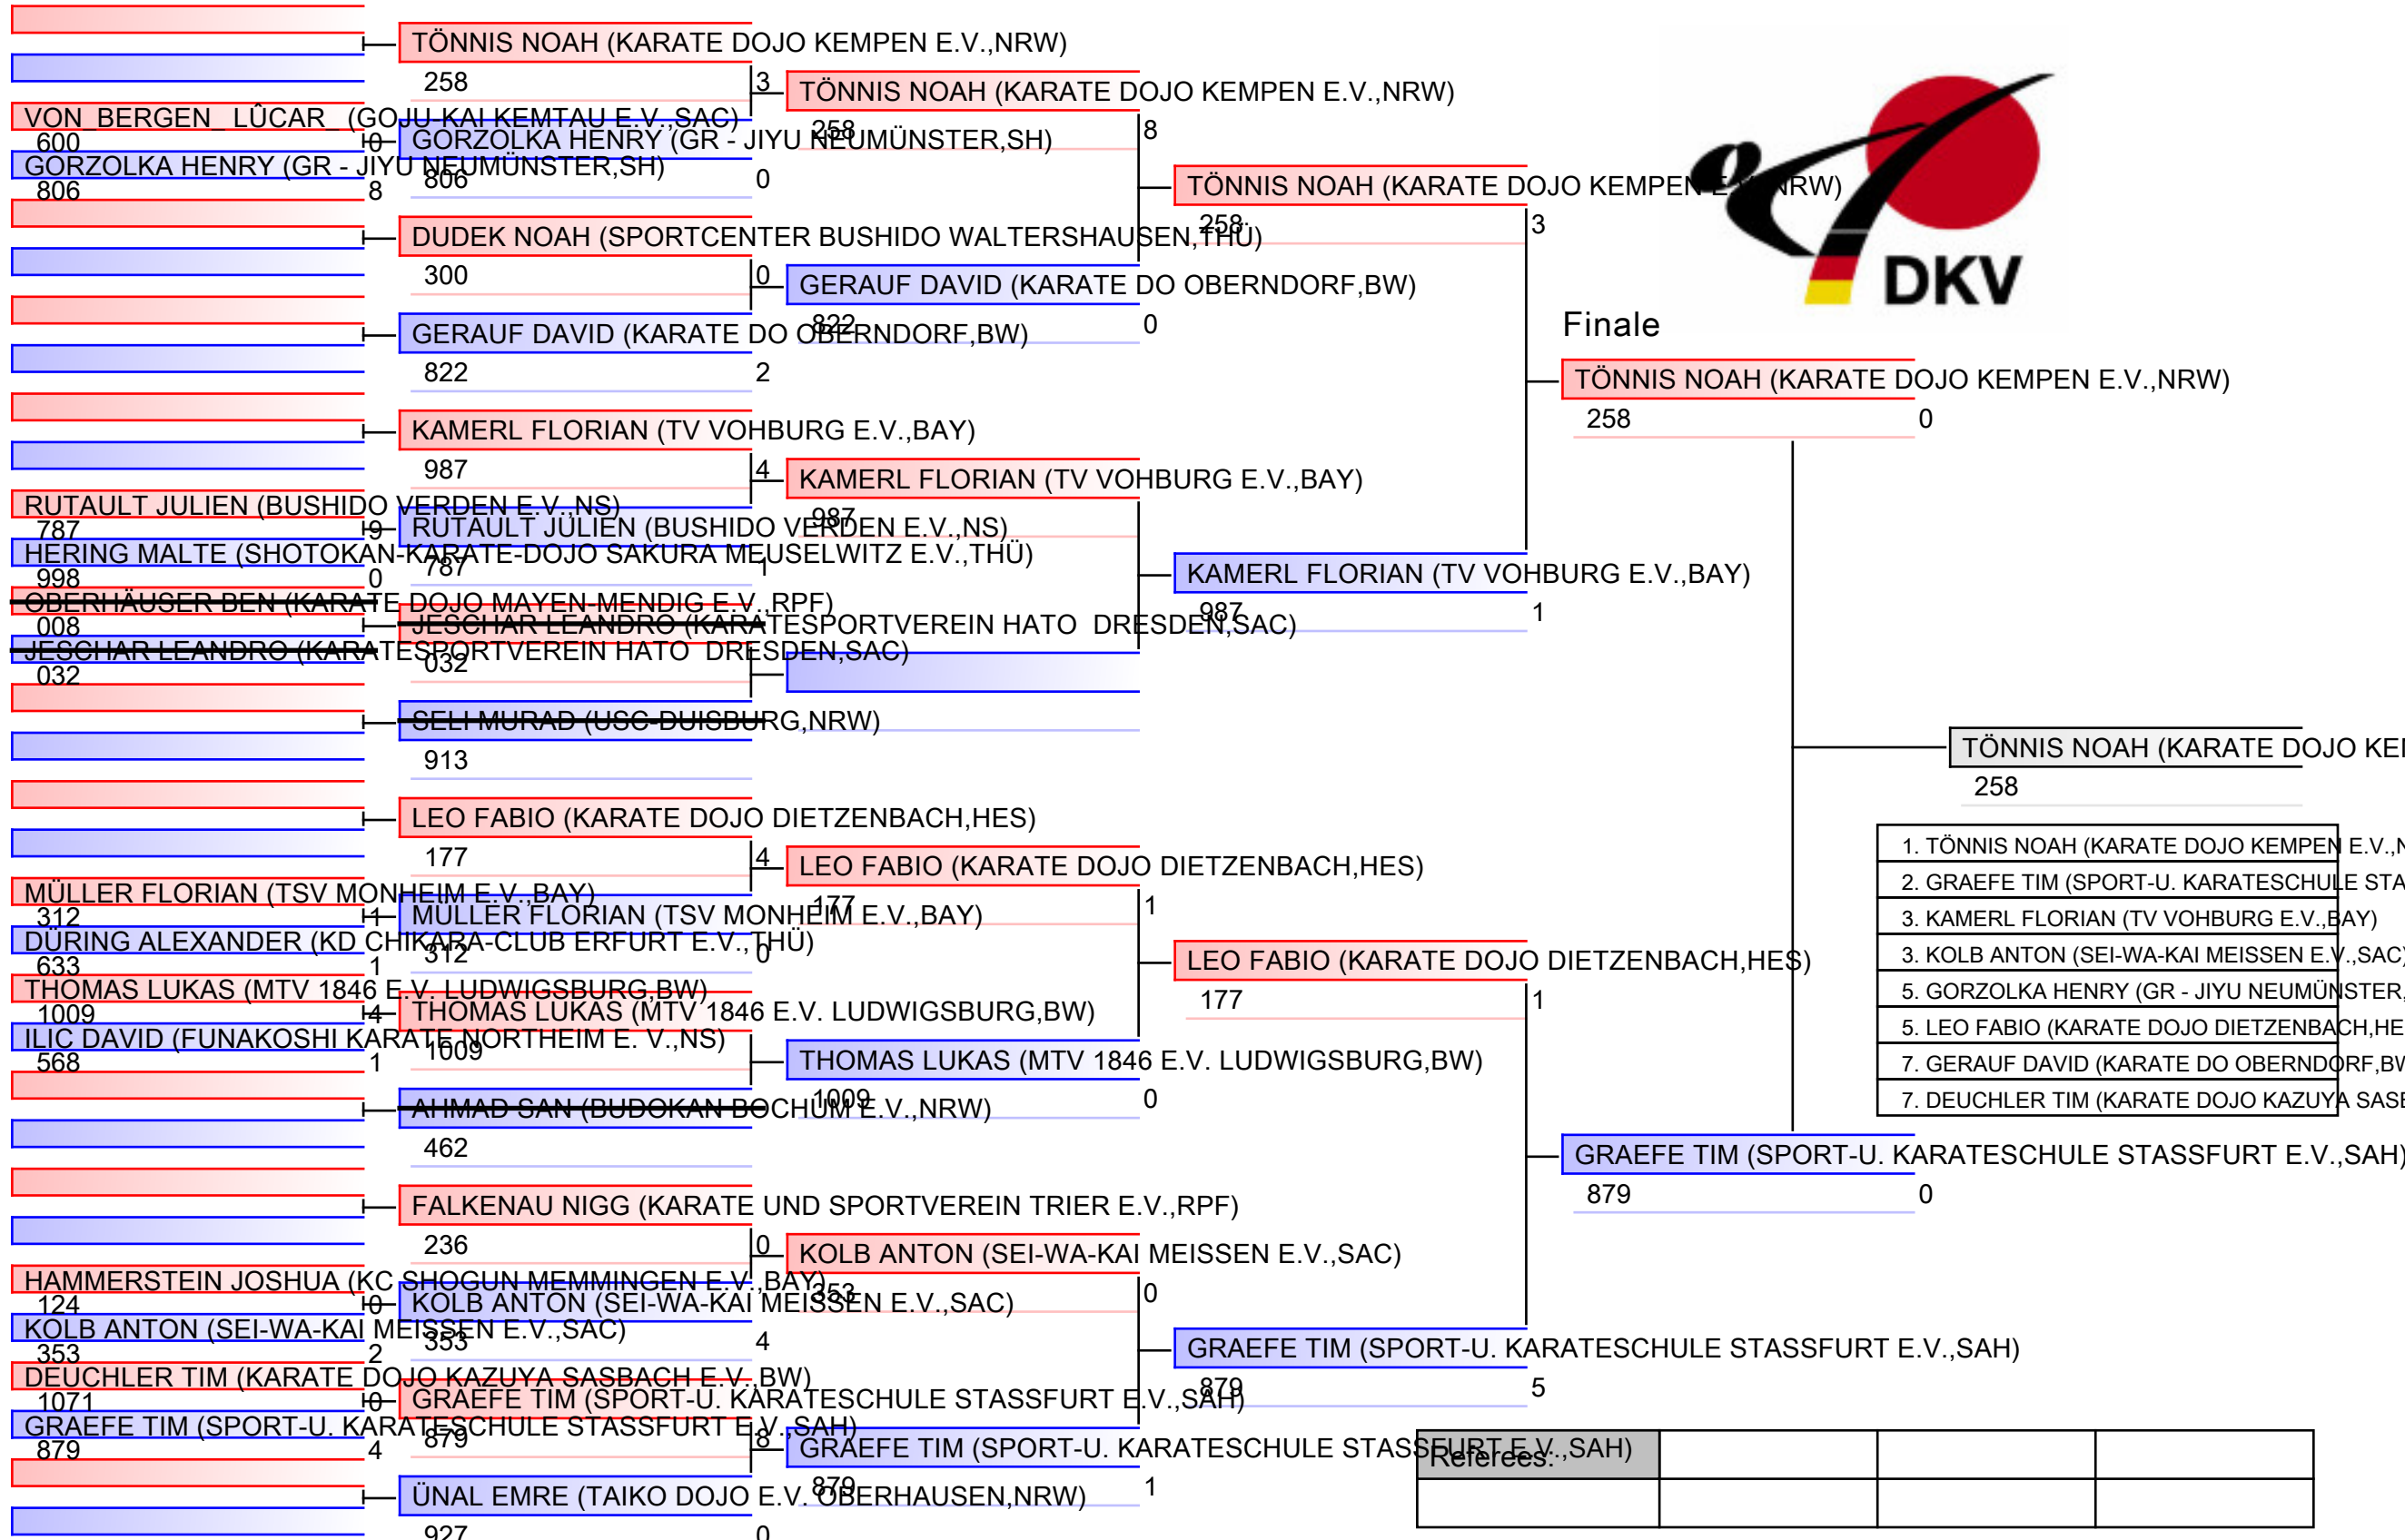 TÖNNIS NOAH (KARATE DOJO KEMPEN E.V.,NRW)
258
3
VON_BERGEN_ LÛCAR_ (GOJU-KAI KEMTAU E.V.,SAC)
600
0
GORZOLKA HENRY (GR - JIYU NEUMÜNSTER,SH)
806
8
GORZOLKA HENRY (GR - JIYU NEUMÜNSTER,SH)
806
0
DUDEK NOAH (SPORTCENTER BUSHIDO WALTERSHAUSEN,THÜ)
300
0
GERAUF DAVID (KARATE DO OBERNDORF,BW)
822
2
KAMERL FLORIAN (TV VOHBURG E.V.,BAY)
987
4
RUTAULT JULIEN (BUSHIDO VERDEN E.V.,NS)
787
9
HERING MALTE (SHOTOKAN-KARATE-DOJO SAKURA MEUSELWITZ E.V.,THÜ)
998
0
RUTAULT JULIEN (BUSHIDO VERDEN E.V.,NS)
787
1
OBERHÄUSER BEN (KARATE DOJO MAYEN-MENDIG E.V.,RPF)
008
JESCHAR LEANDRO (KARATESPORTVEREIN HATO  DRESDEN,SAC)
032
JESCHAR LEANDRO (KARATESPORTVEREIN HATO  DRESDEN,SAC)
032
SELI MURAD (USC-DUISBURG,NRW)
913
LEO FABIO (KARATE DOJO DIETZENBACH,HES)
177
4
MÜLLER FLORIAN (TSV MONHEIM E.V.,BAY)
312
1
DÜRING ALEXANDER (KD CHIKARA-CLUB ERFURT E.V.,THÜ)
633
1
MÜLLER FLORIAN (TSV MONHEIM E.V.,BAY)
312
0
THOMAS LUKAS (MTV 1846 E.V. LUDWIGSBURG,BW)
1009
4
ILIC DAVID (FUNAKOSHI KARATE NORTHEIM E. V.,NS)
568
1
THOMAS LUKAS (MTV 1846 E.V. LUDWIGSBURG,BW)
1009
AHMAD SAN (BUDOKAN BOCHUM E.V.,NRW)
462
FALKENAU NIGG (KARATE UND SPORTVEREIN TRIER E.V.,RPF)
236
0
HAMMERSTEIN JOSHUA (KC SHOGUN MEMMINGEN E.V.,BAY)
124
0
KOLB ANTON (SEI-WA-KAI MEISSEN E.V.,SAC)
353
2
KOLB ANTON (SEI-WA-KAI MEISSEN E.V.,SAC)
353
4
DEUCHLER TIM (KARATE DOJO KAZUYA SASBACH E.V.,BW)
1071
0
GRAEFE TIM (SPORT-U. KARATESCHULE STASSFURT E.V.,SAH)
879
4
GRAEFE TIM (SPORT-U. KARATESCHULE STASSFURT E.V.,SAH)
879
8
ÜNAL EMRE (TAIKO DOJO E.V. OBERHAUSEN,NRW)
927
0
TÖNNIS NOAH (KARATE DOJO KEMPEN E.V.,NRW)
258
8
GERAUF DAVID (KARATE DO OBERNDORF,BW)
822
0
KAMERL FLORIAN (TV VOHBURG E.V.,BAY)
987
LEO FABIO (KARATE DOJO DIETZENBACH,HES)
177
1
THOMAS LUKAS (MTV 1846 E.V. LUDWIGSBURG,BW)
1009
0
KOLB ANTON (SEI-WA-KAI MEISSEN E.V.,SAC)
353
0
GRAEFE TIM (SPORT-U. KARATESCHULE STASSFURT E.V.,SAH)
879
1
TÖNNIS NOAH (KARATE DOJO KEMPEN E.V.,NRW)
258
3
KAMERL FLORIAN (TV VOHBURG E.V.,BAY)
987
1
LEO FABIO (KARATE DOJO DIETZENBACH,HES)
177
1
GRAEFE TIM (SPORT-U. KARATESCHULE STASSFURT E.V.,SAH)
879
5
DKV
Finale
TÖNNIS NOAH (KARATE DOJO KEMPEN E.V.,NRW)
258
0
GRAEFE TIM (SPORT-U. KARATESCHULE STASSFURT E.V.,SAH)
879
0
TÖNNIS NOAH (KARATE DOJO KE
258
1. TÖNNIS NOAH (KARATE DOJO KEMPEN E.V.,N
2. GRAEFE TIM (SPORT-U. KARATESCHULE STA
3. KAMERL FLORIAN (TV VOHBURG E.V.,BAY)
3. KOLB ANTON (SEI-WA-KAI MEISSEN E.V.,SAC)
5. GORZOLKA HENRY (GR - JIYU NEUMÜNSTER,
5. LEO FABIO (KARATE DOJO DIETZENBACH,HE
7. GERAUF DAVID (KARATE DO OBERNDORF,BW
7. DEUCHLER TIM (KARATE DOJO KAZUYA SASB
Referees: